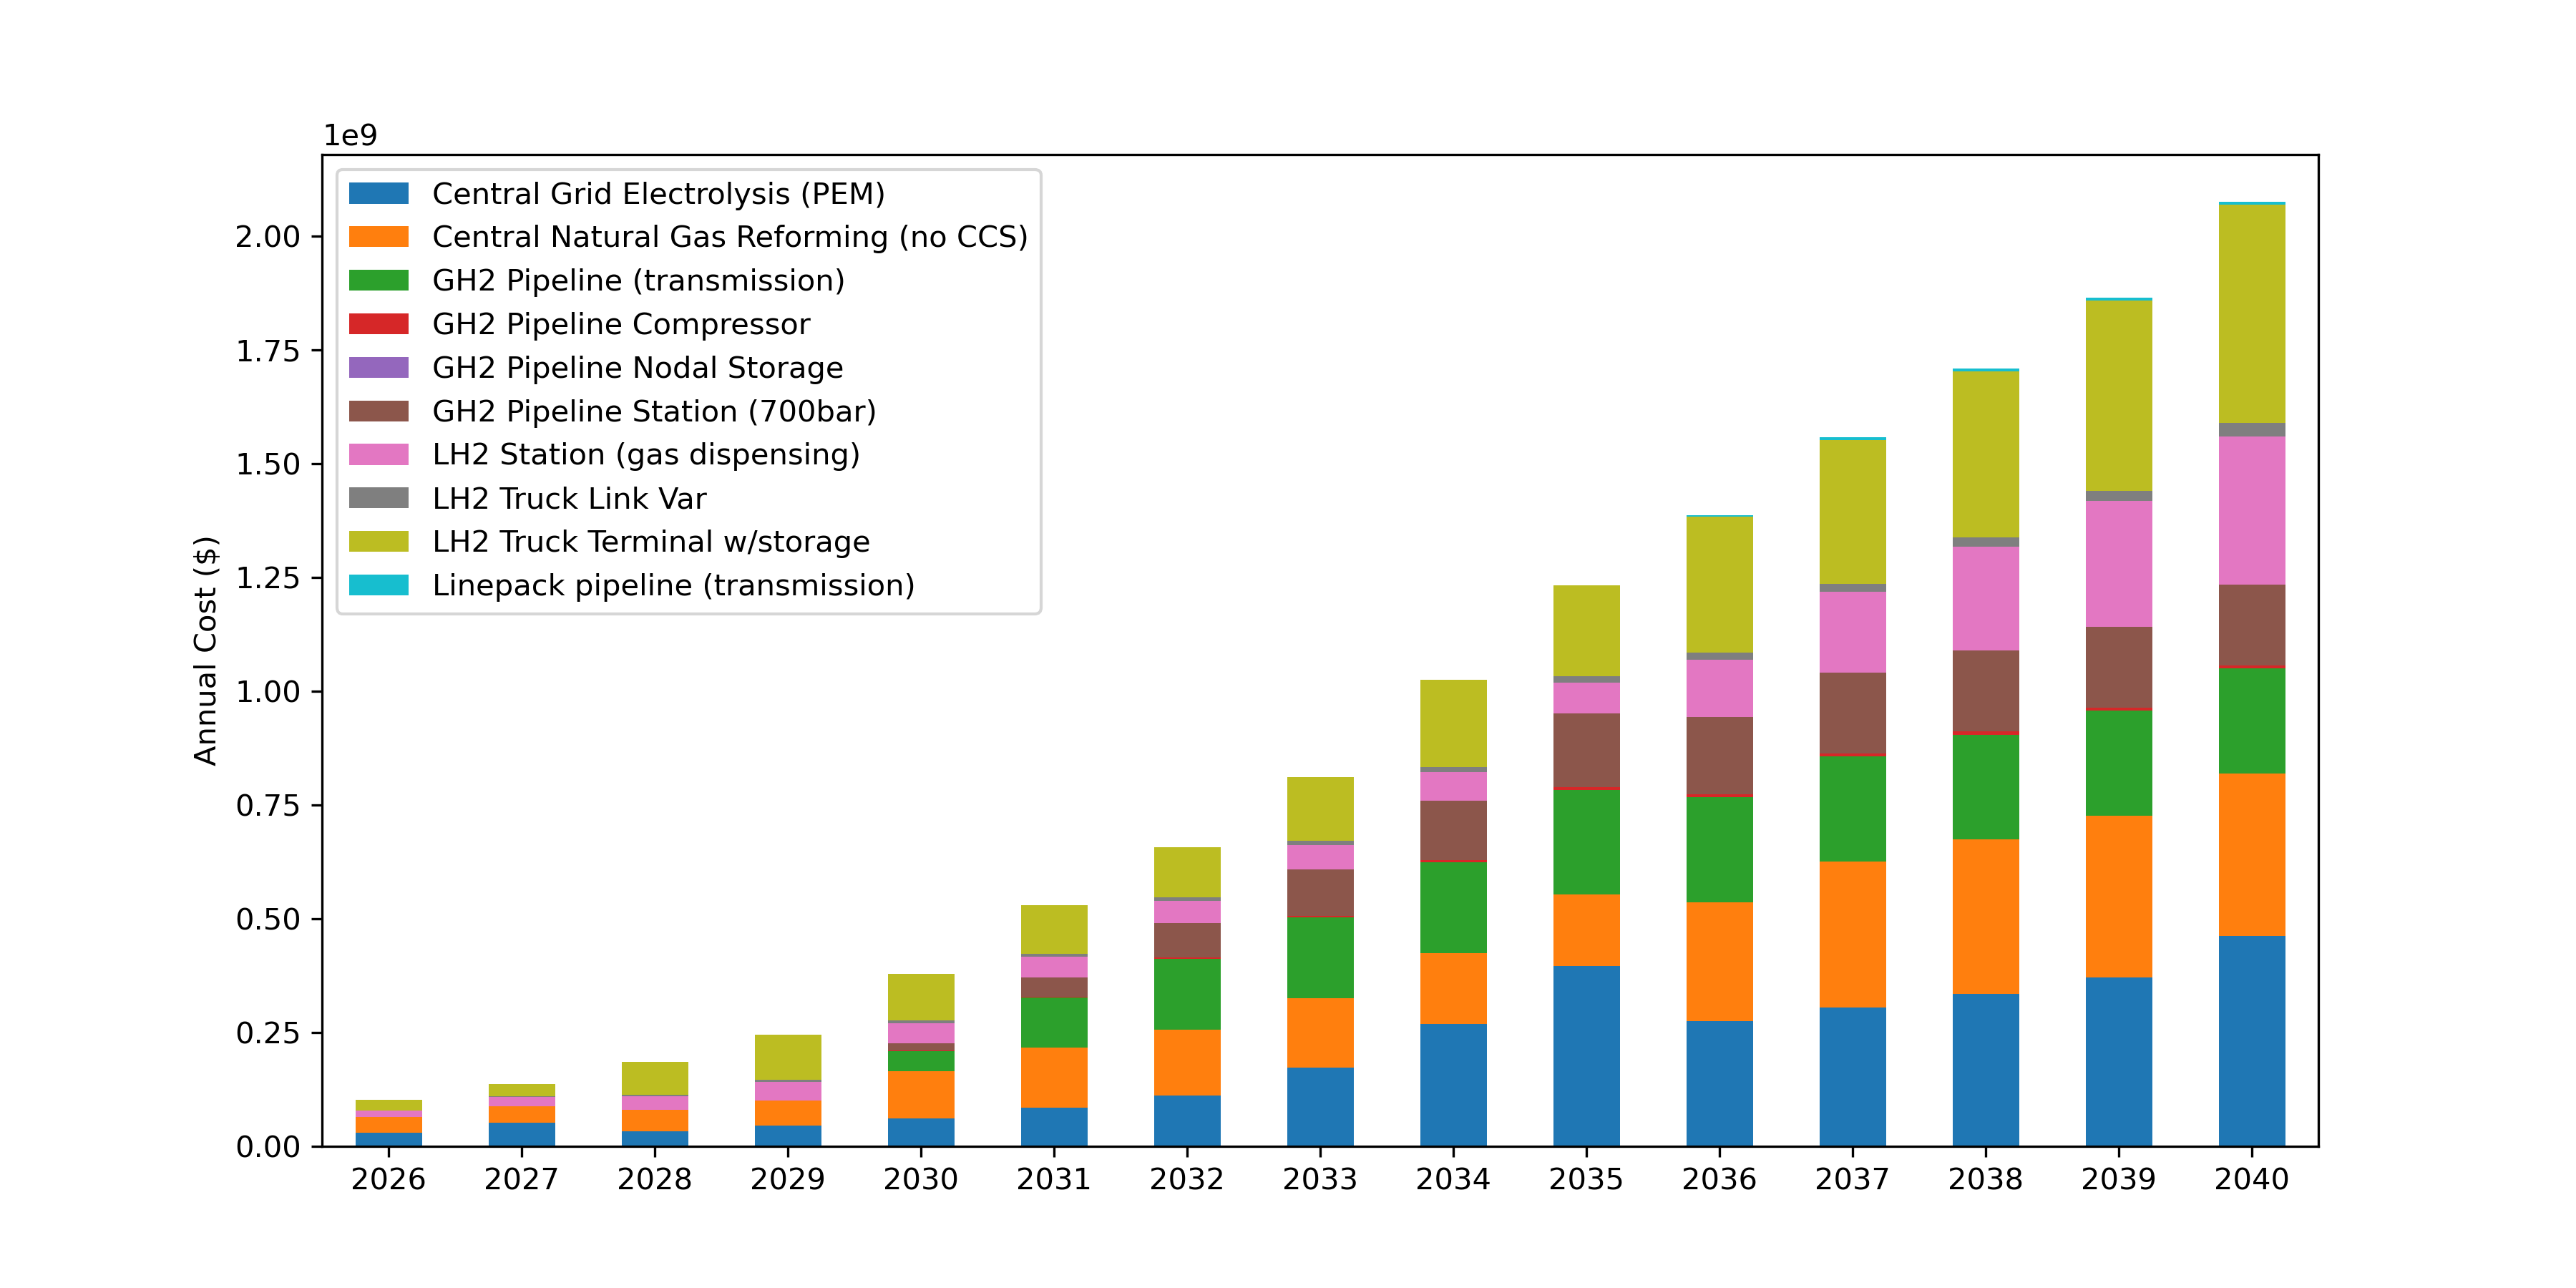 1e9
Central Grid Electrolysis (PEM)
Central Natural Gas Reforming (no CCS)
GH2 Pipeline (transmission)
GH2 Pipeline Compressor
GH2 Pipeline Nodal Storage
GH2 Pipeline Station (700bar)
LH2 Station (gas dispensing)
LH2 Truck Link Var
LH2 Truck Terminal w/storage
Linepack pipeline (transmission)
Annual Cost ($)
2.00
1.75
1.50
1.25
1.00
0.75
0.50
0.25
0.00
2026 2027 2028 2029 2030 2031 2032 2033 2034 2035 2036 2037 2038 2039 2040